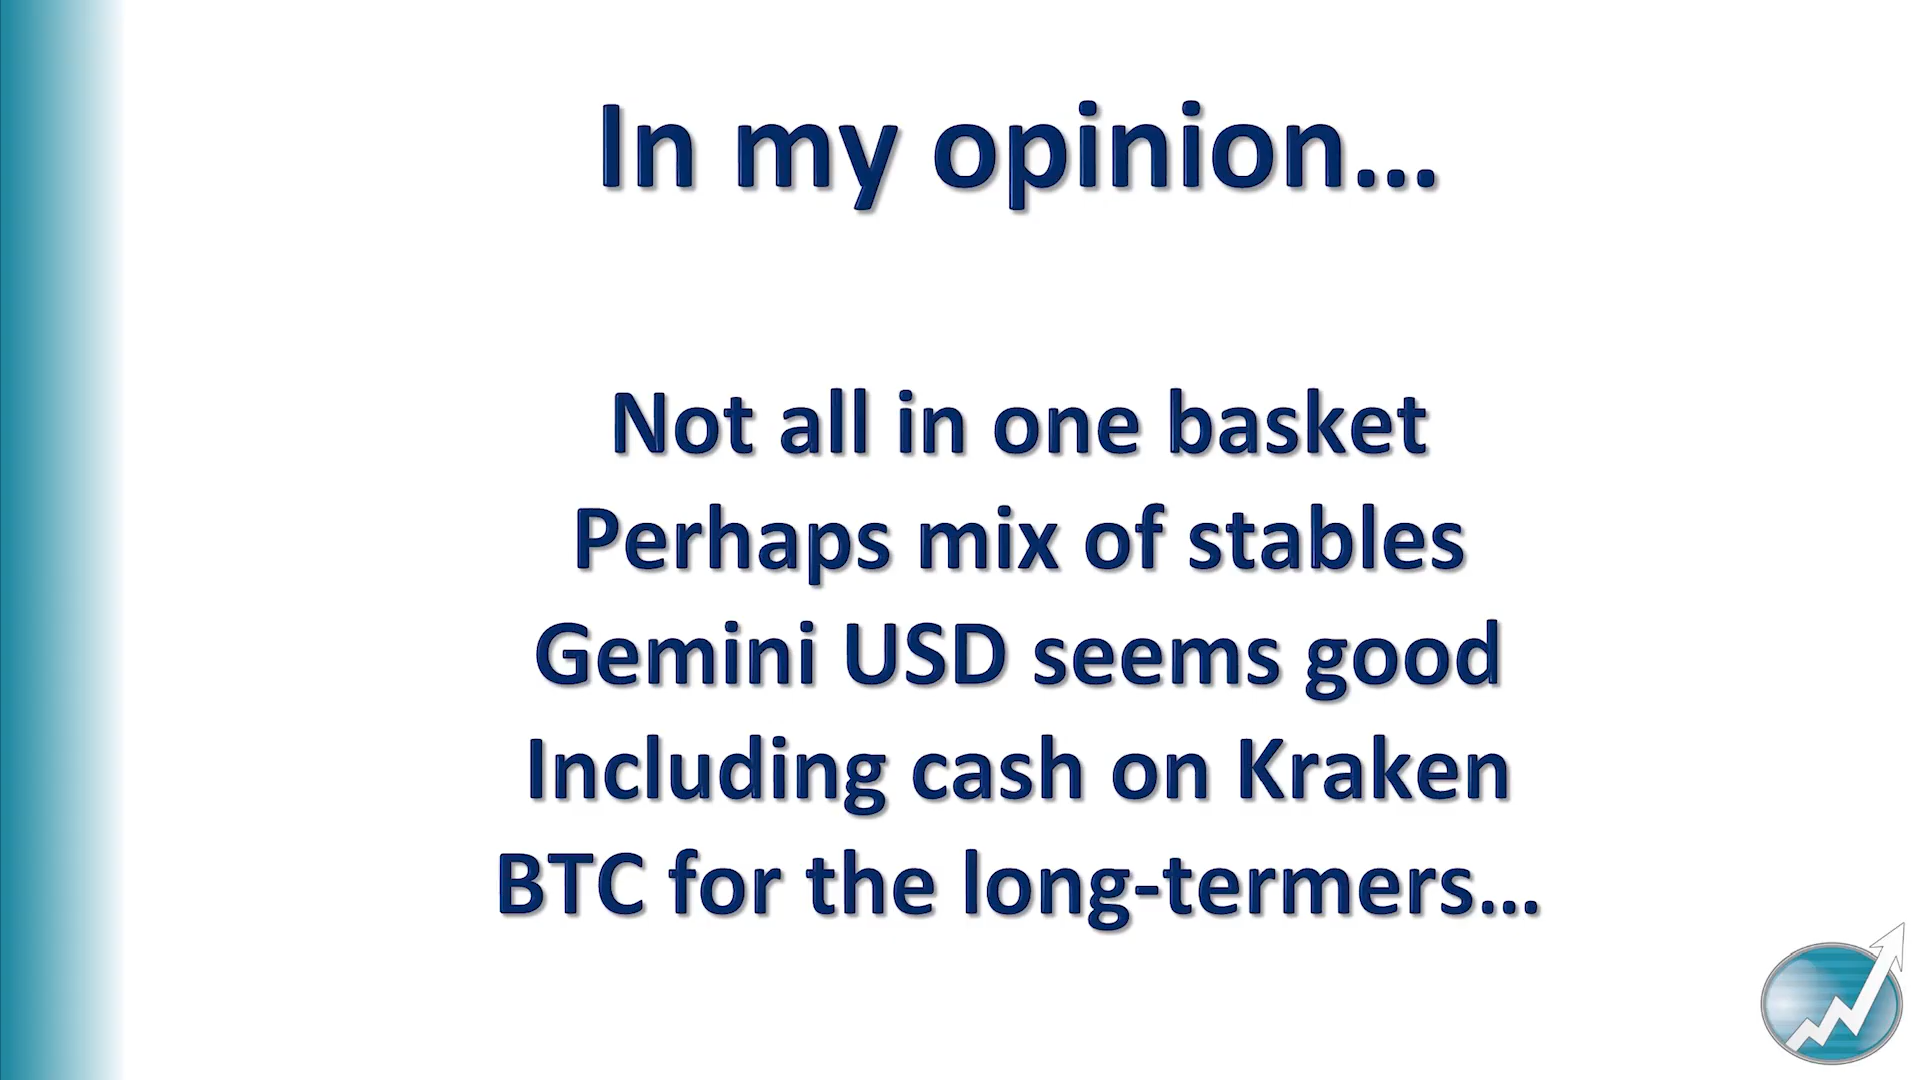 In my opinion...
Not all in one basket
Perhaps mix of stables
Gemini USD seems good
Including cash on Kraken
BTC for the long-termers...